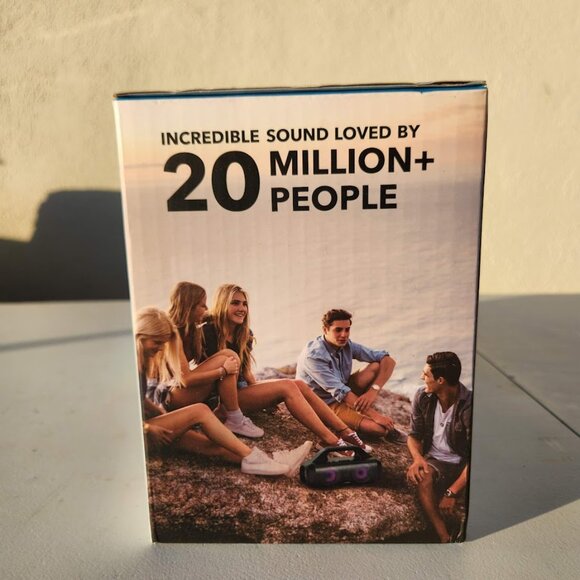 INCREDIBLE SOUND LOVED BY
20 MILLION+
PEOPLE